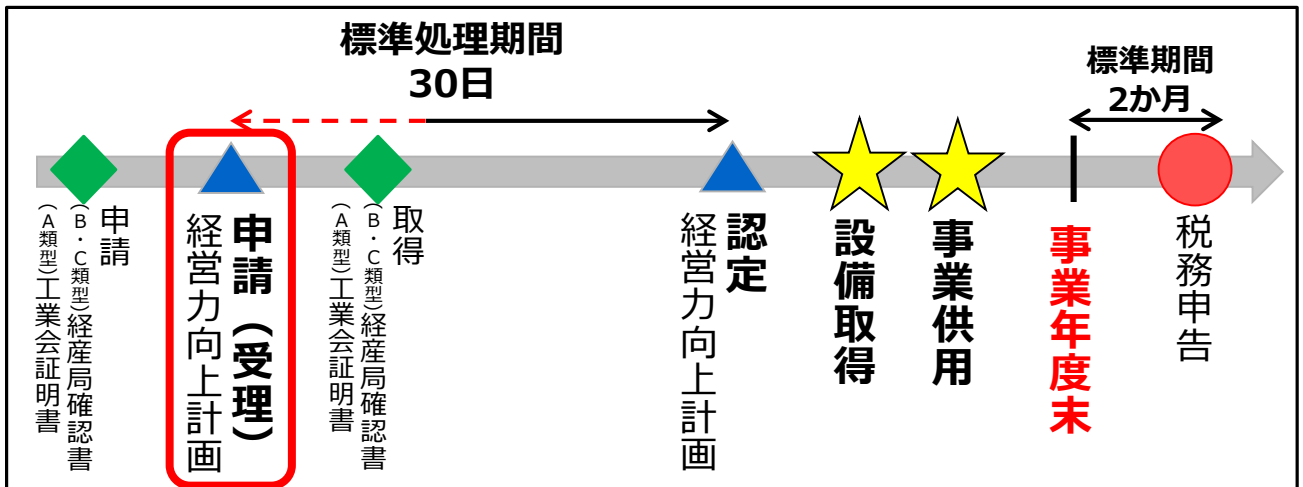 標準処理期間
30日
標準期間
2か月
申請
(B・C類型)経産局確認書
(A類型)工業会証明書
申請(受理)
経営力向上計画
取得
(B・C類型)経産局確認書
(A類型)工業会証明書
認定
経営力向上計画
設備取得
事業供用
事業年度末
税務申告